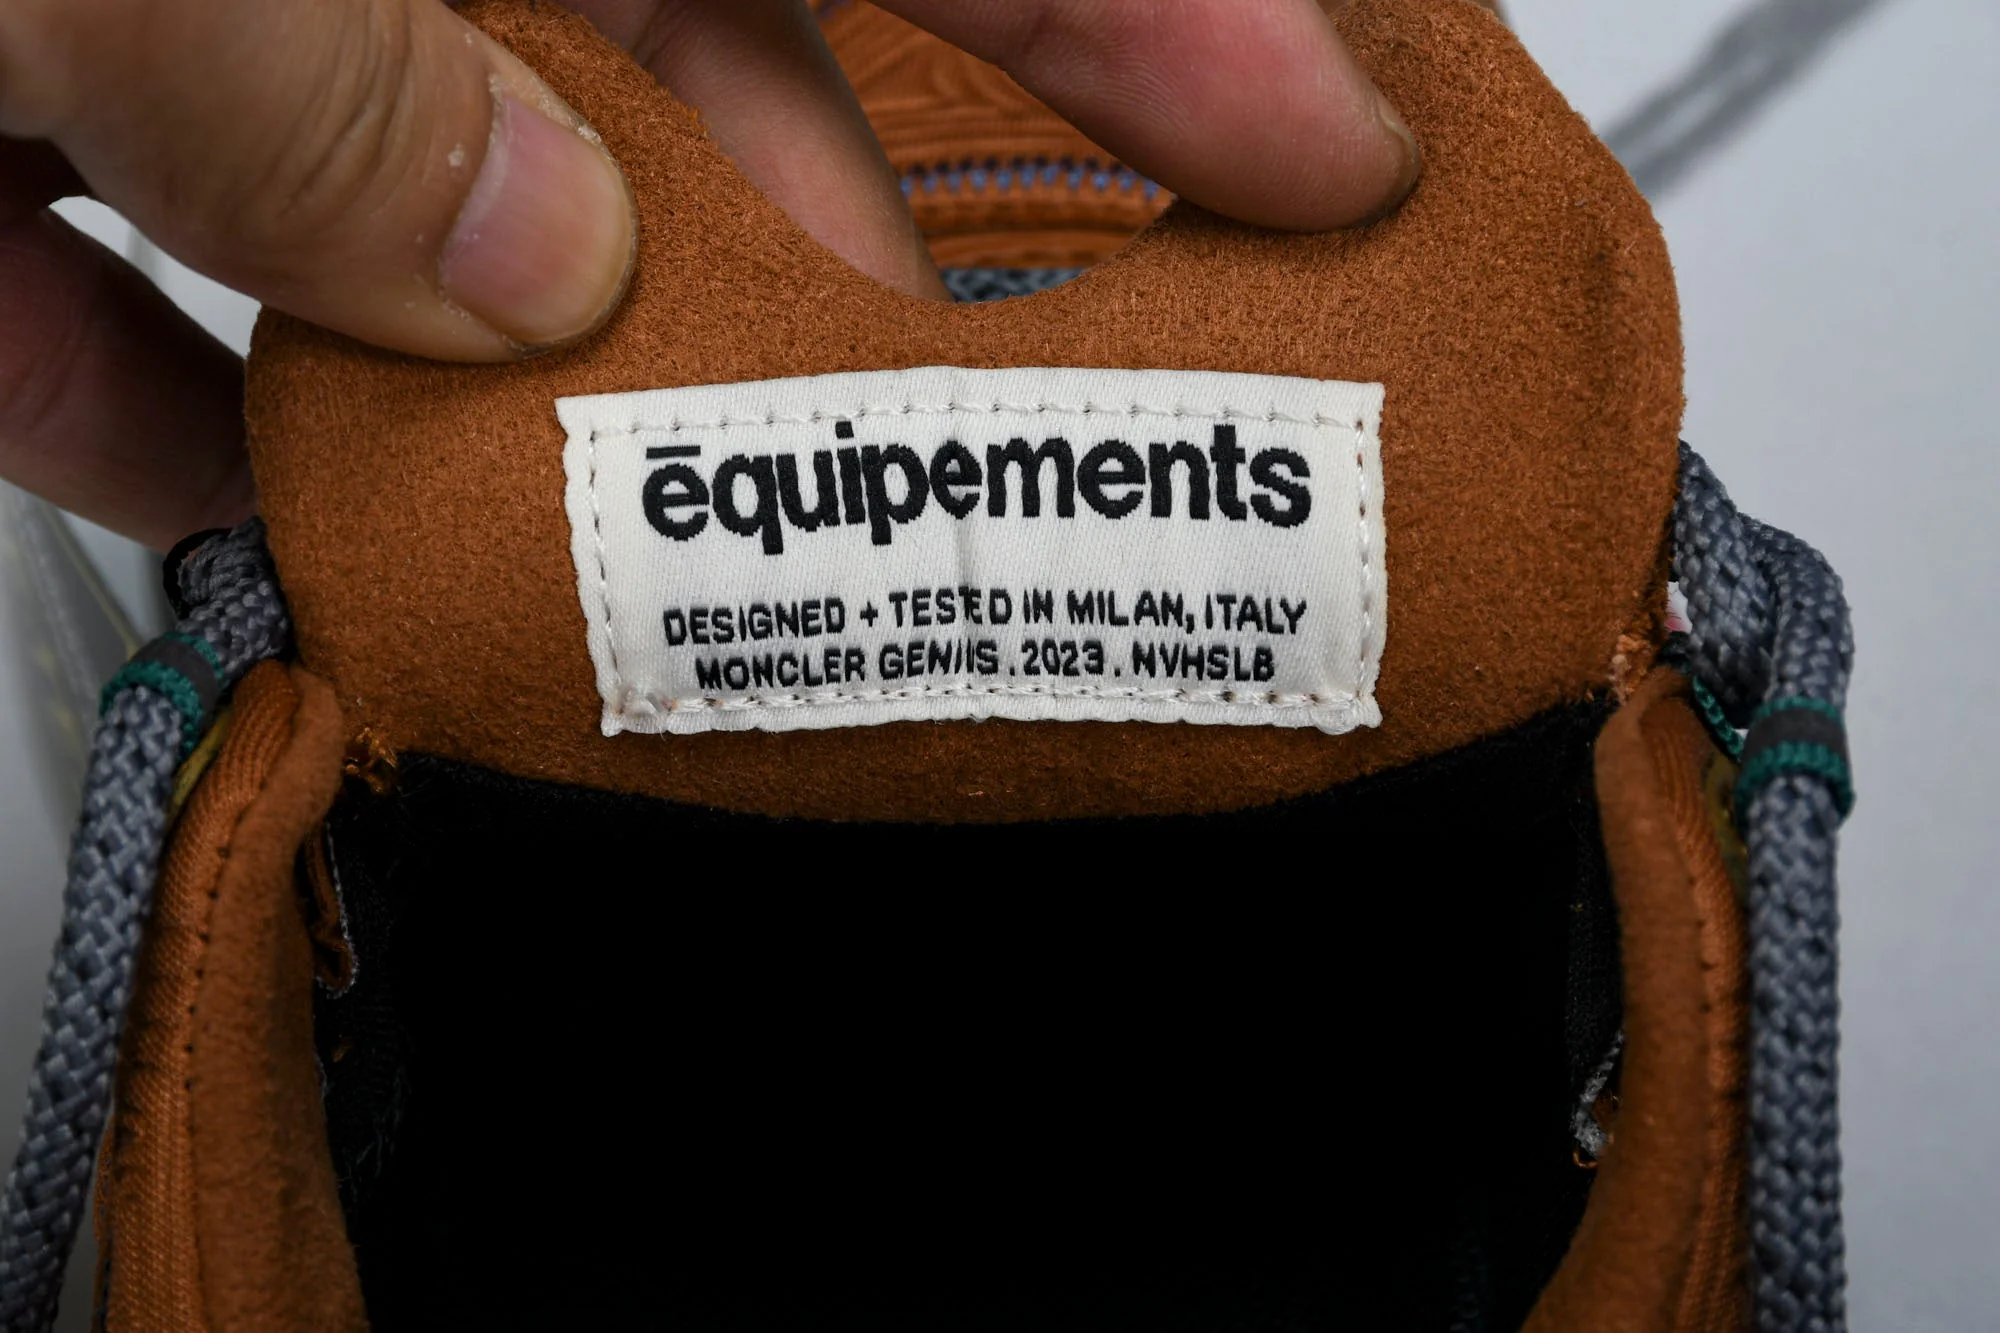 ēquipements
DESIGNED + TESTED IN MILAN, ITALY
MONCLER GENIUS . 2023 . NVHSLB